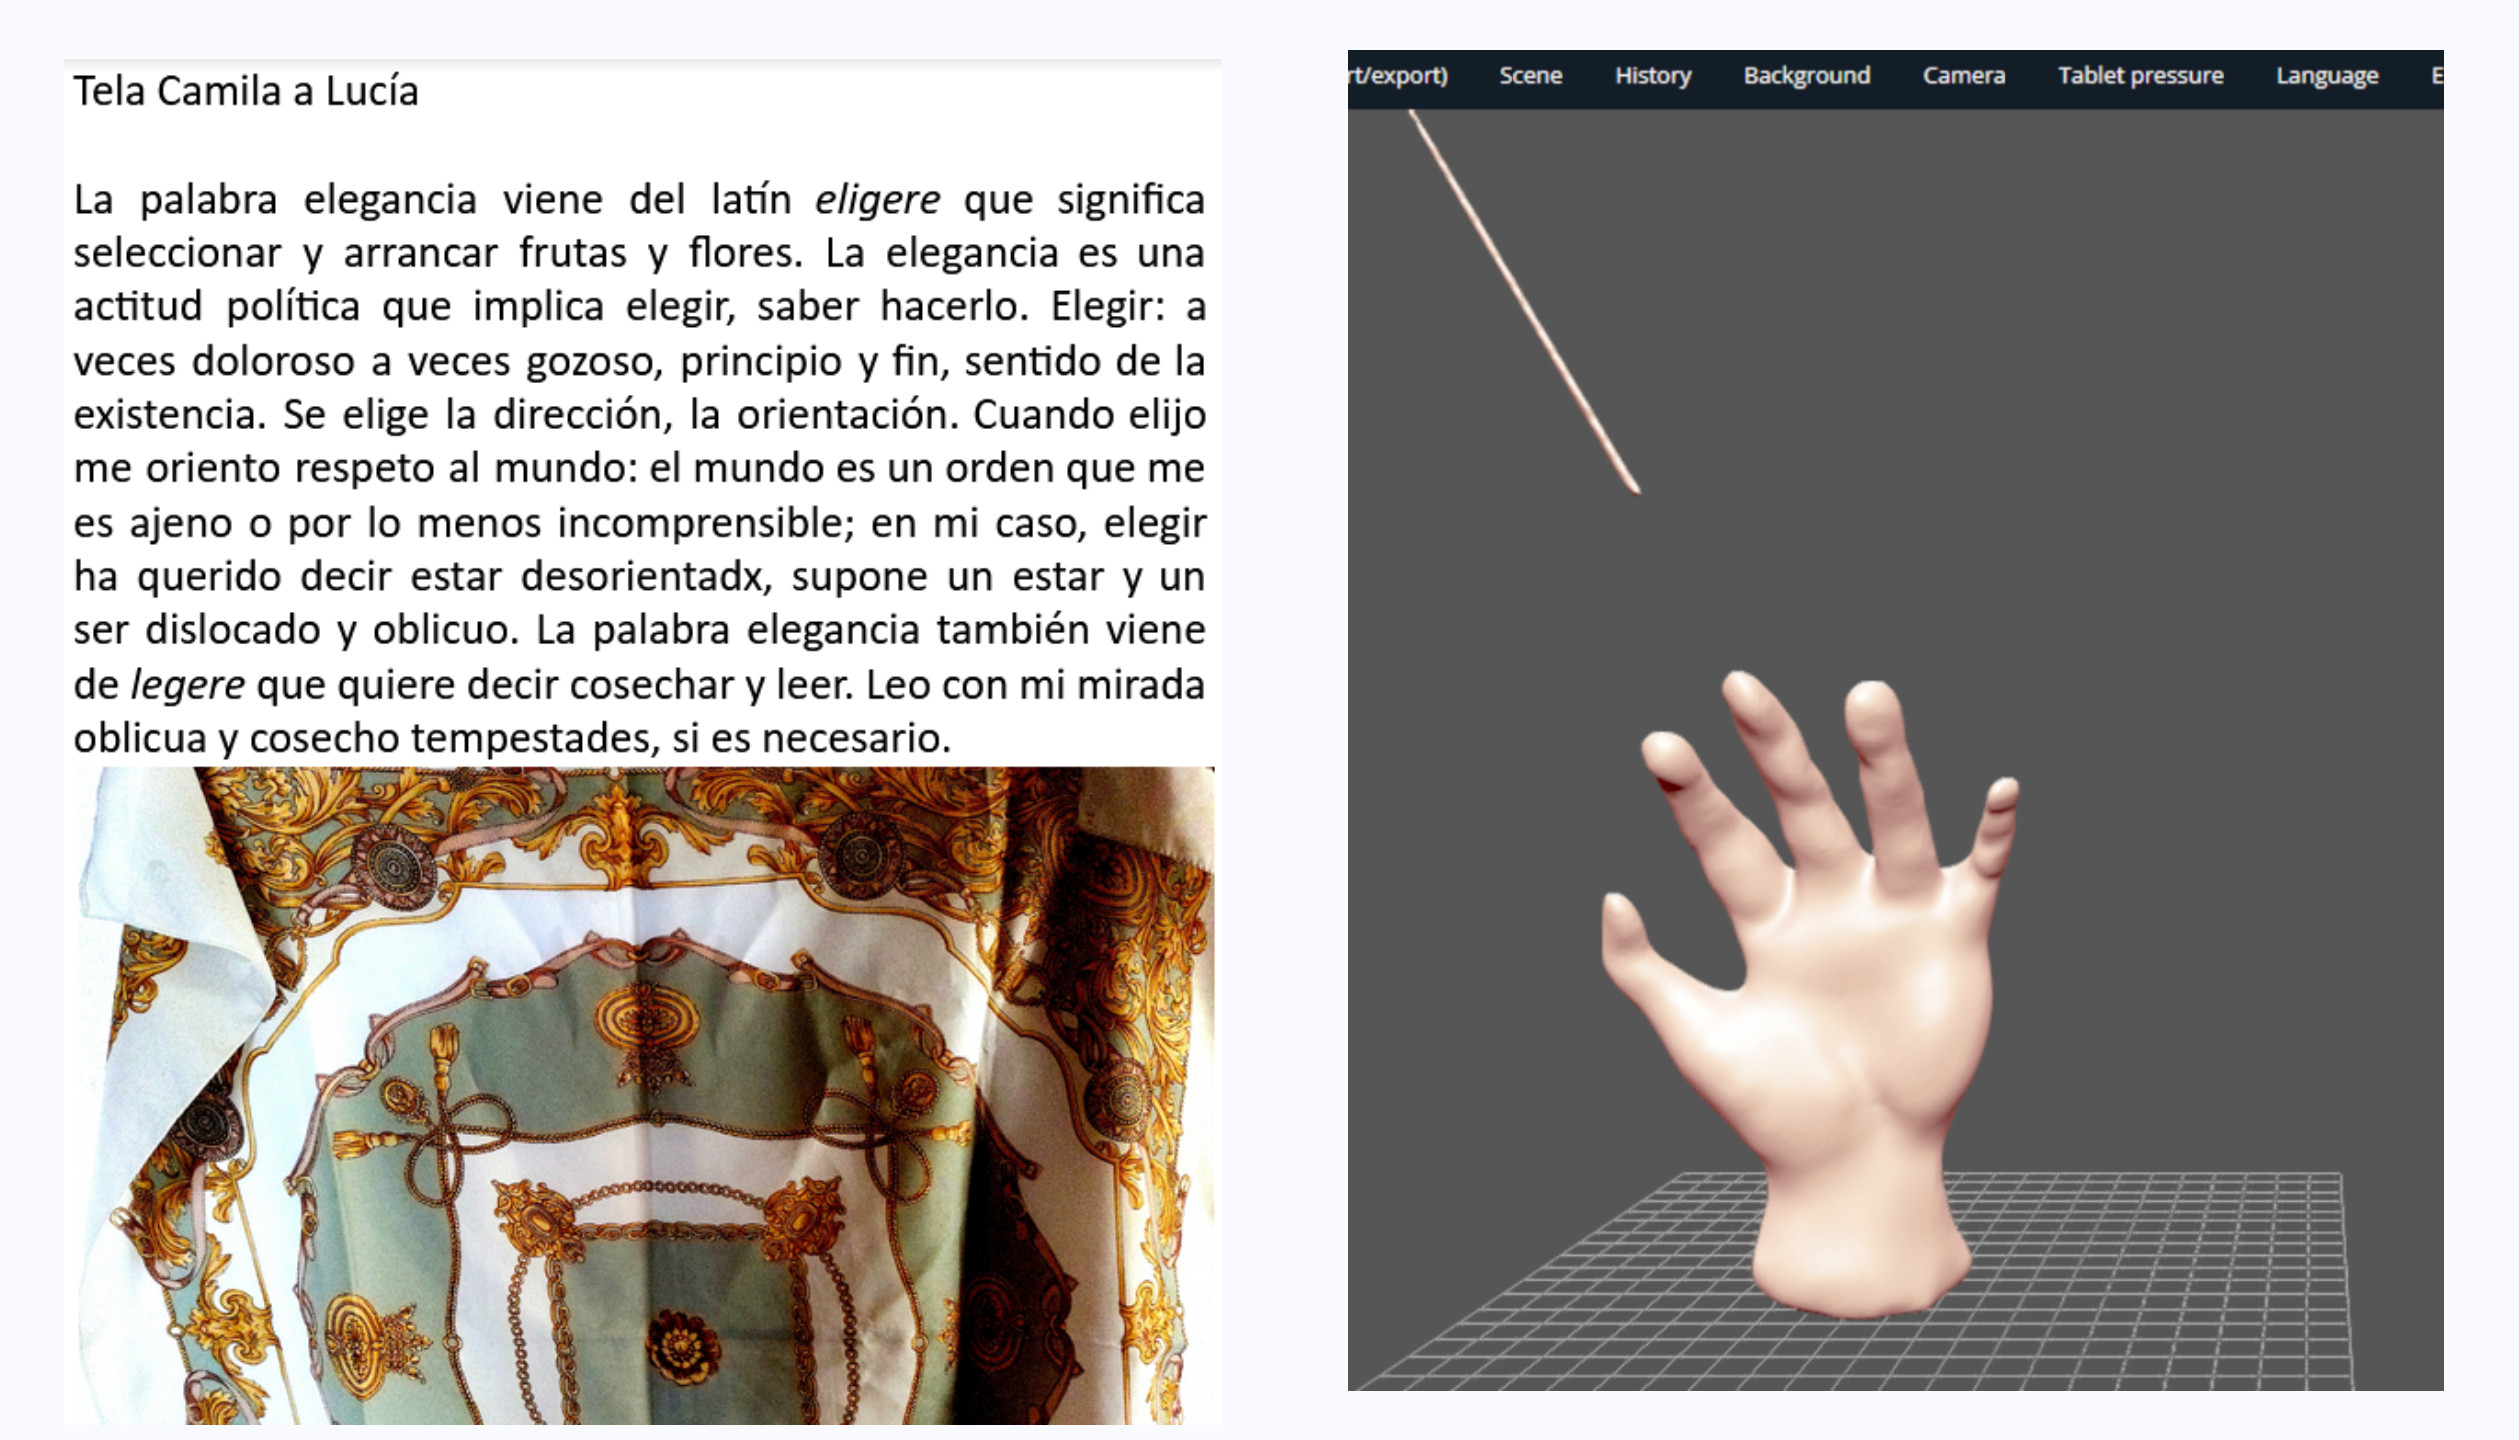 Tela Camila a Lucía
La palabra elegancia viene del latín eligere que significa
seleccionar y arrancar frutas y flores. La elegancia es una
actitud política que implica elegir, saber hacerlo. Elegir: a
veces doloroso a veces gozoso, principio y fin, sentido de la
existencia. Se elige la dirección, la orientación. Cuando elijo
me oriento respeto al mundo: el mundo es un orden que me
es ajeno o por lo menos incomprensible; en mi caso, elegir
ha querido decir estar desorientadx, supone un estar y un
ser dislocado y oblicuo. La palabra elegancia también viene
de legere que quiere decir cosechar y leer. Leo con mi mirada
oblicua y cosecho tempestades, si es necesario.
rt/export) Scene History Background Camera Tablet pressure Language E